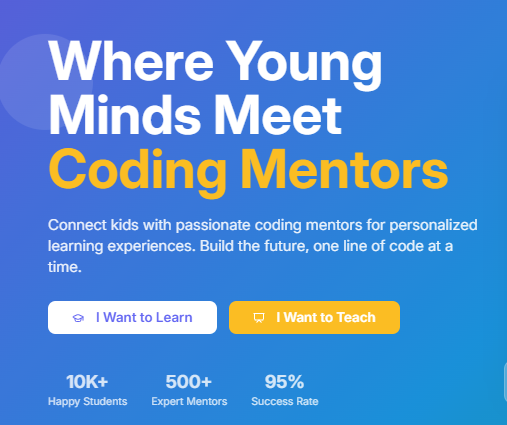 Where Young
Minds Meet
Coding Mentors
Connect kids with passionate coding mentors for personalized
learning experiences. Build the future, one line of code at a
time.
I Want to Learn
I Want to Teach
10K+ 500+ 95%
Happy Students Expert Mentors Success Rate